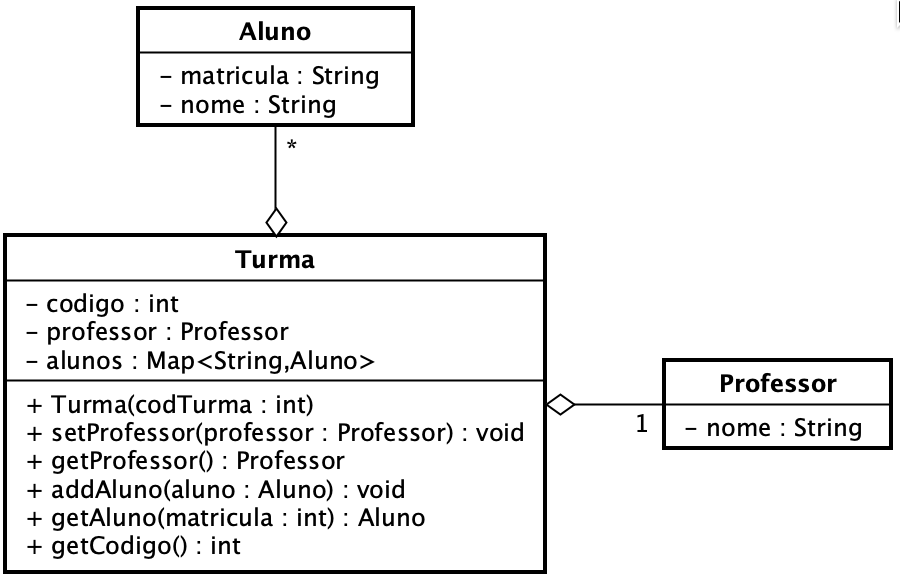 Aluno
- matricula : String
- nome : String
*
Turma
- codigo : int
- professor : Professor
- alunos : Map<String,Aluno>
+ Turma(codTurma : int)
+ setProfessor(professor : Professor) : void
+ getProfessor() : Professor
+ addAluno(aluno : Aluno) : void
+ getAluno(matricula : int) : Aluno
+ getCodigo() : int
1
Professor
- nome : String